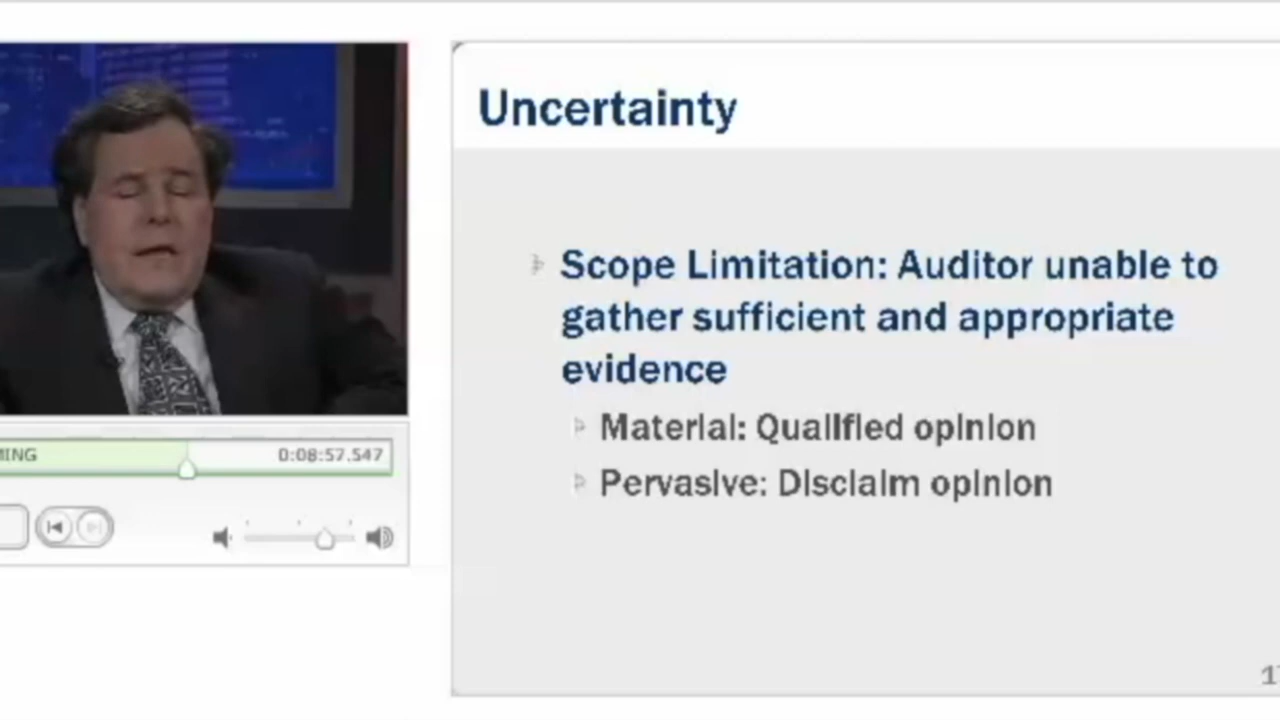 Uncertainty
Scope Limitation: Auditor unable to
gather sufficient and appropriate
evidence
Material: Qualified opinion
Pervasive: Disclaim opinion
MING
0:08:57.547